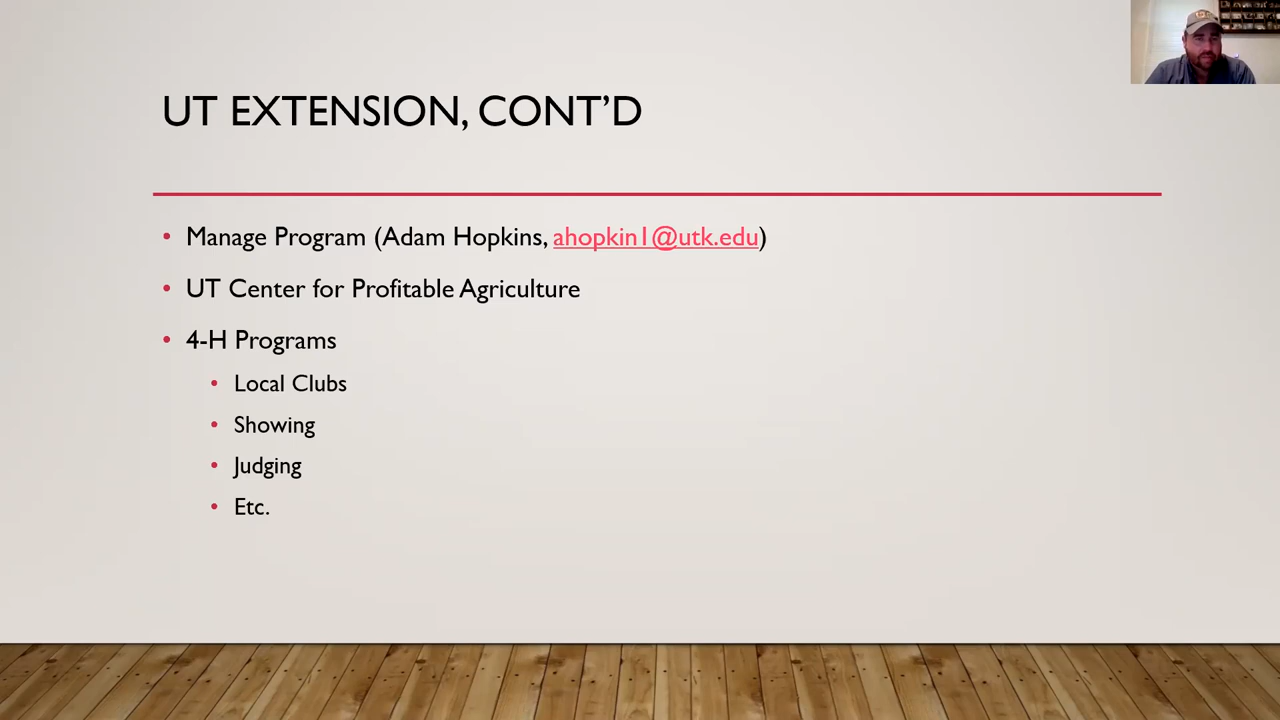 UT EXTENSION, CONT’D
• Manage Program (Adam Hopkins, ahopkin1@utk.edu)
• UT Center for Profitable Agriculture
• 4-H Programs
• Local Clubs
• Showing
• Judging
• Etc.